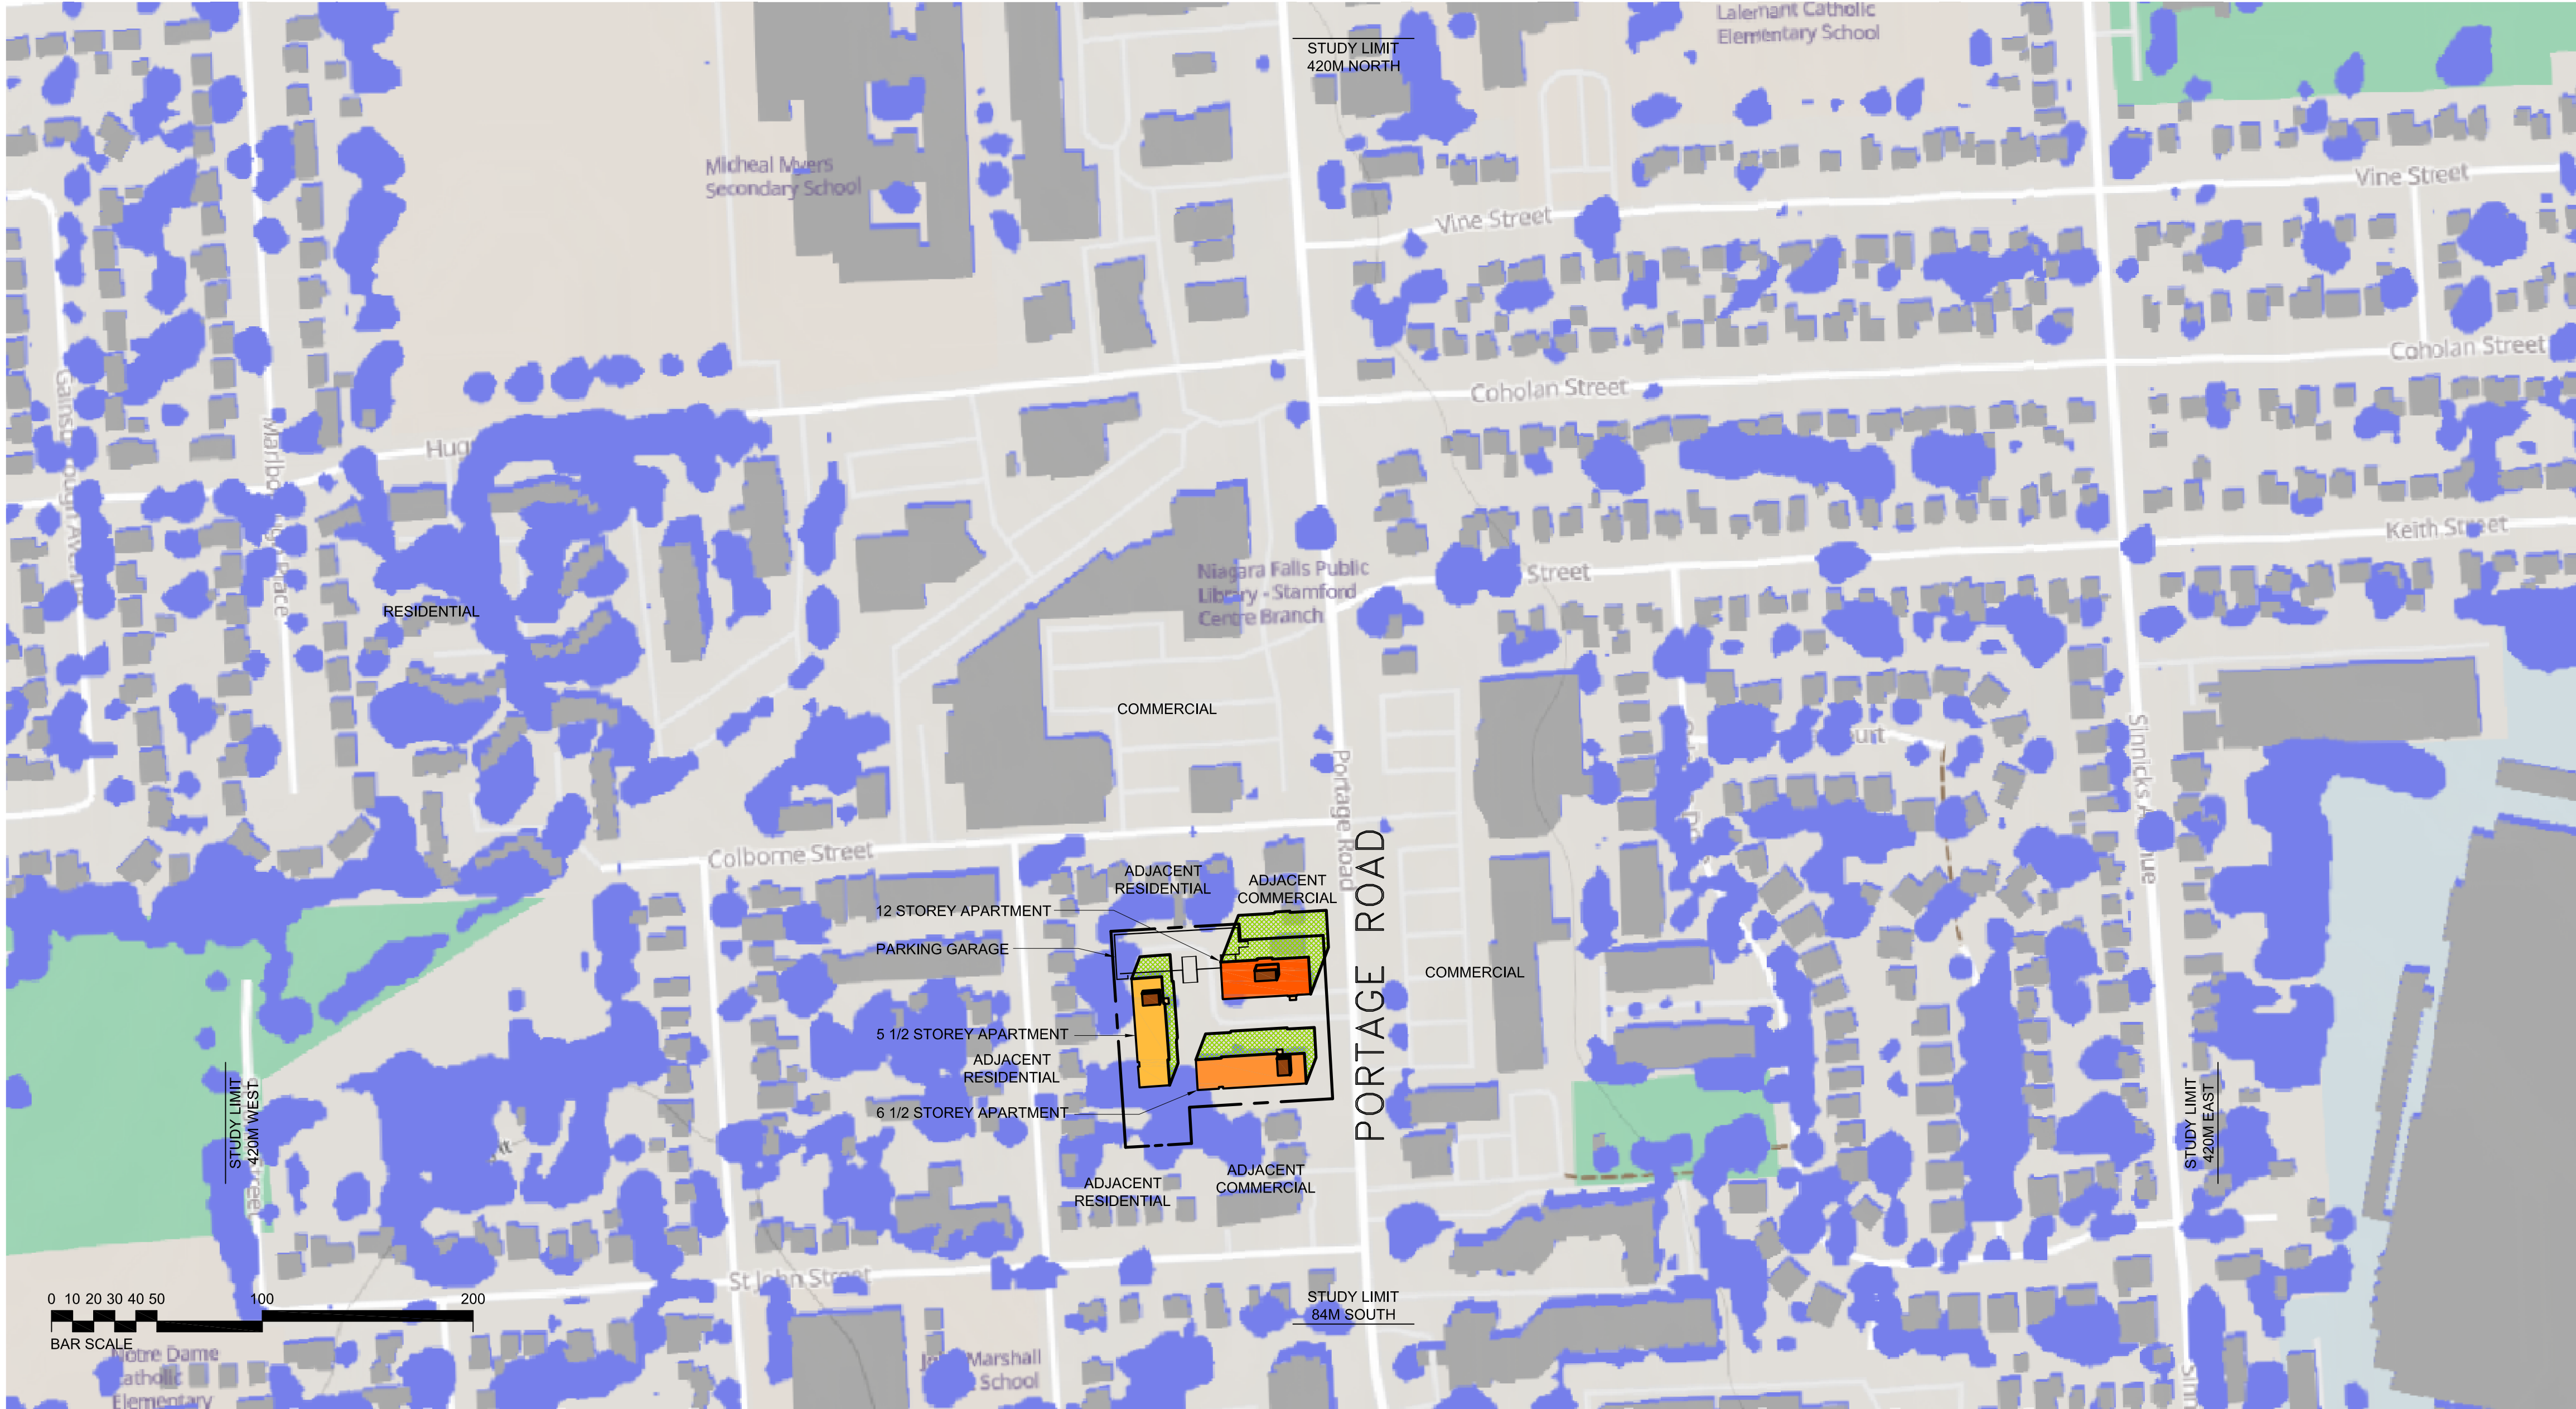 Lalemant Catholic
Elementary School
STUDY LIMIT
420M NORTH
Micheal Myers
Secondary School
Vine Street
Vine Street
Coholan Street
Coholan Street
Keith Street
Street
Niagara Falls Public
Library - Stamford
Centre Branch
RESIDENTIAL
COMMERCIAL
Portage Road
Colborne Street
ADJACENT
RESIDENTIAL
ADJACENT
COMMERCIAL
12 STOREY APARTMENT
PARKING GARAGE
5 1/2 STOREY APARTMENT
ADJACENT
RESIDENTIAL
6 1/2 STOREY APARTMENT
PORTAGE ROAD
COMMERCIAL
ADJACENT
RESIDENTIAL
ADJACENT
COMMERCIAL
STUDY LIMIT
420M WEST
STUDY LIMIT
420M EAST
St John Street
STUDY LIMIT
84M SOUTH
0 10 20 30 40 50 100 200
BAR SCALE
Notre Dame
Elementary
Marshall
School